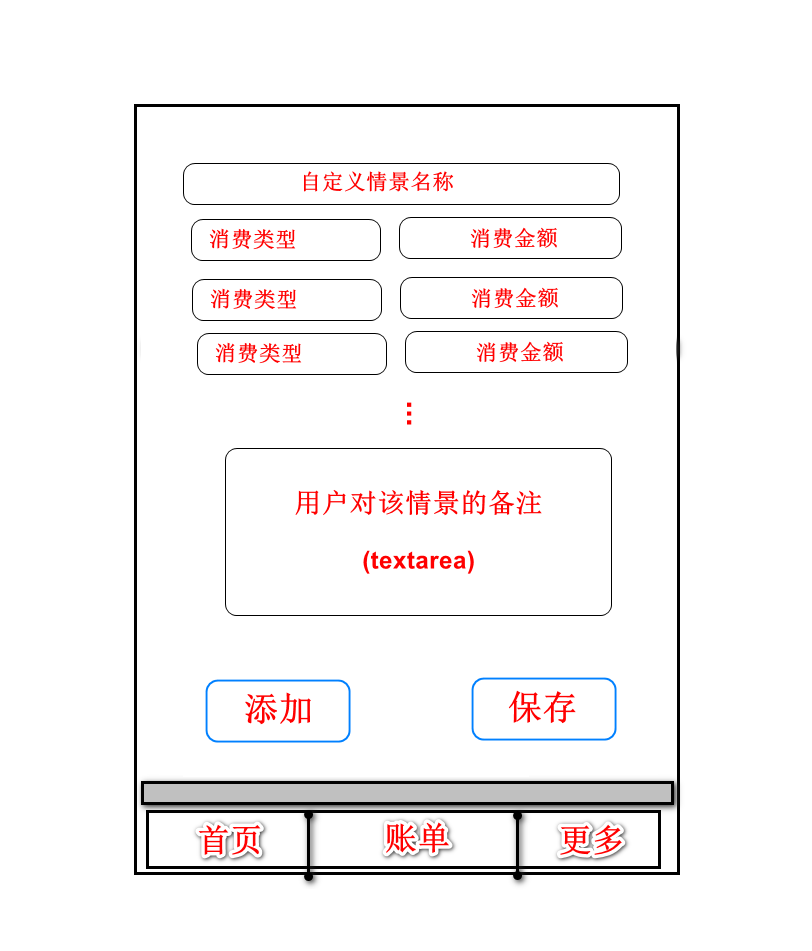 自定义情景名称
消费类型 消费金额
消费类型 消费金额
消费类型 消费金额
...
用户对该情景的备注
(textarea)
添加 保存
首页 账单 更多